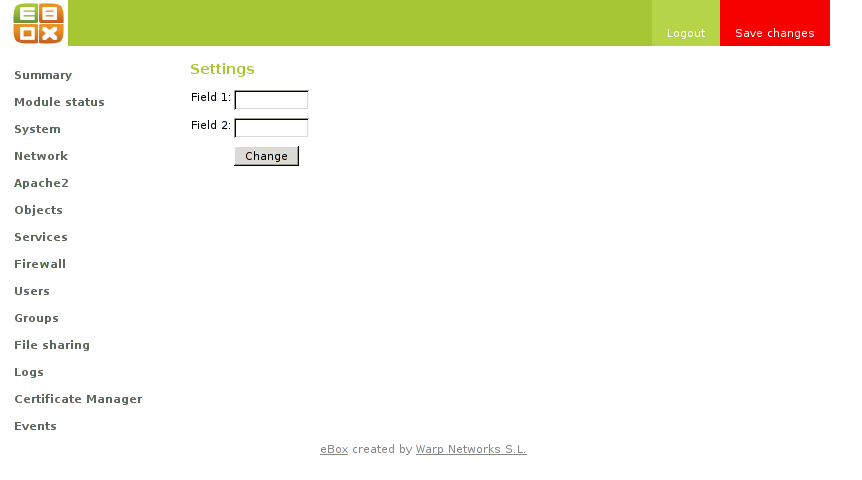 EBOX
Logout
Save changes
Summary
Module status
System
Network
Apache2
Objects
Services
Firewall
Users
Groups
File sharing
Logs
Certificate Manager
Events
Settings
Field 1:
Field 2:
Change
eBox created by Warp Networks S.L.